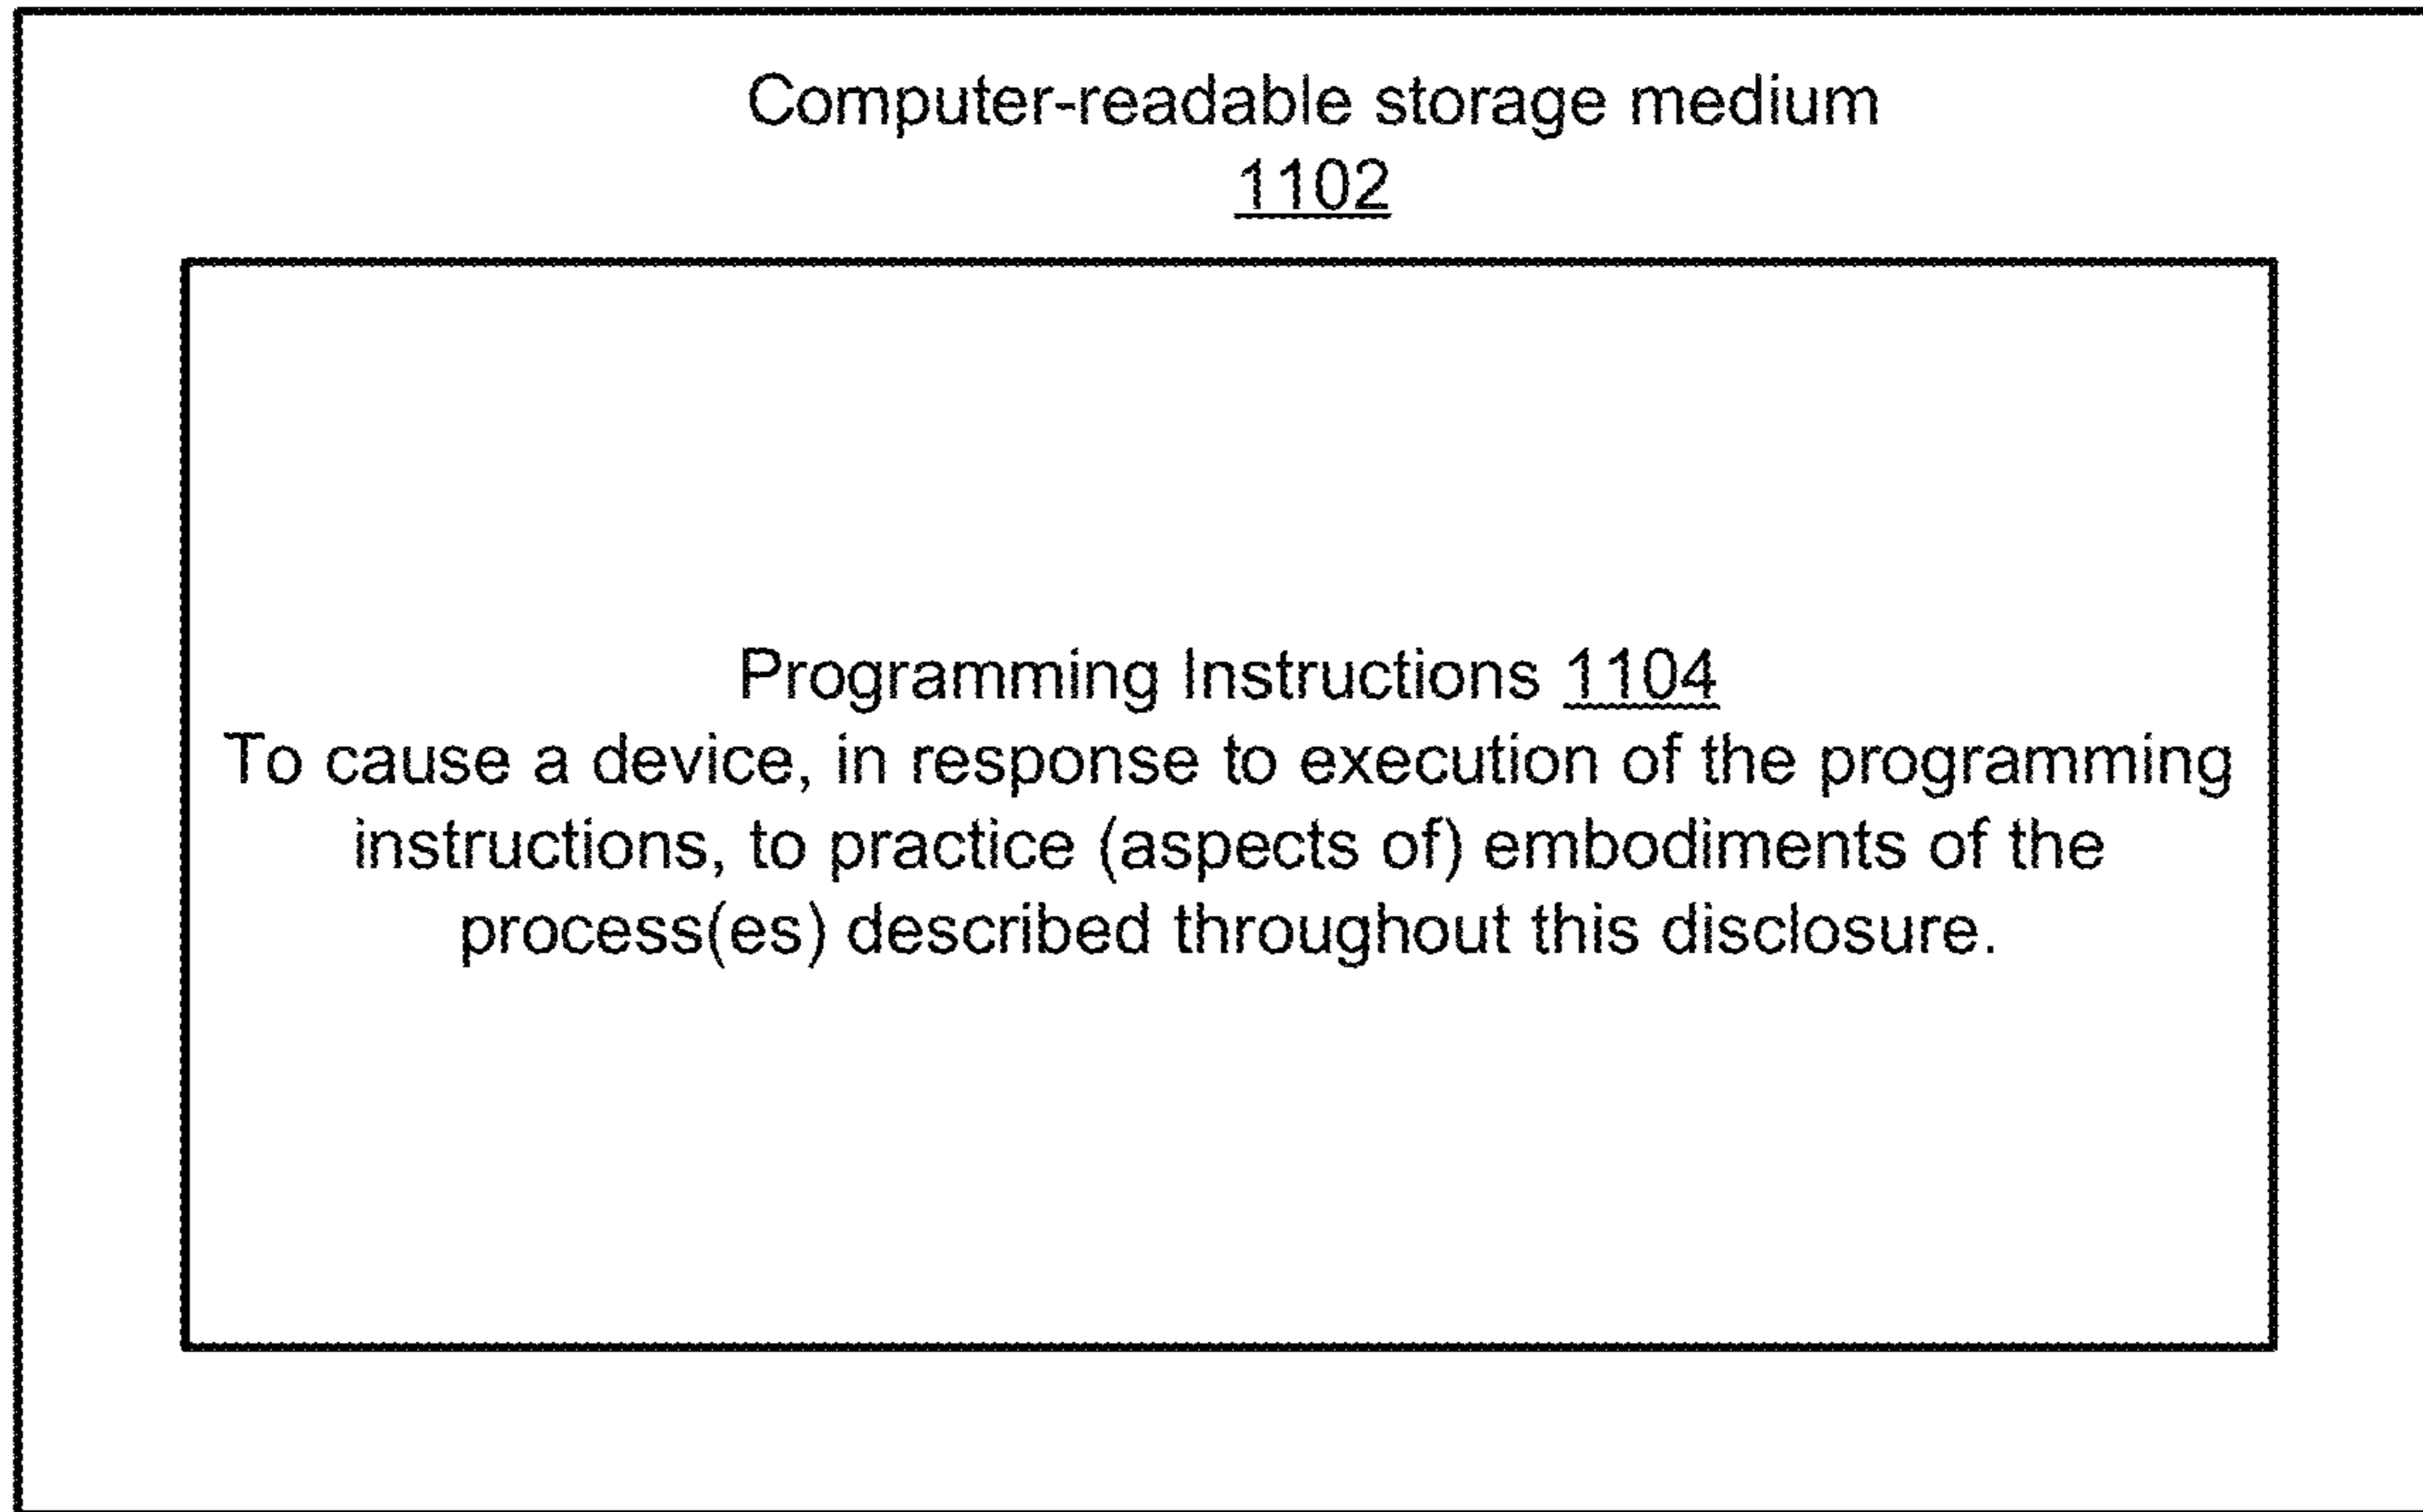 Computer-readable storage medium
1102
Programming Instructions 1104
To cause a device, in response to execution of the programming
instructions, to practice (aspects of) embodiments of the
process(es) described throughout this disclosure.